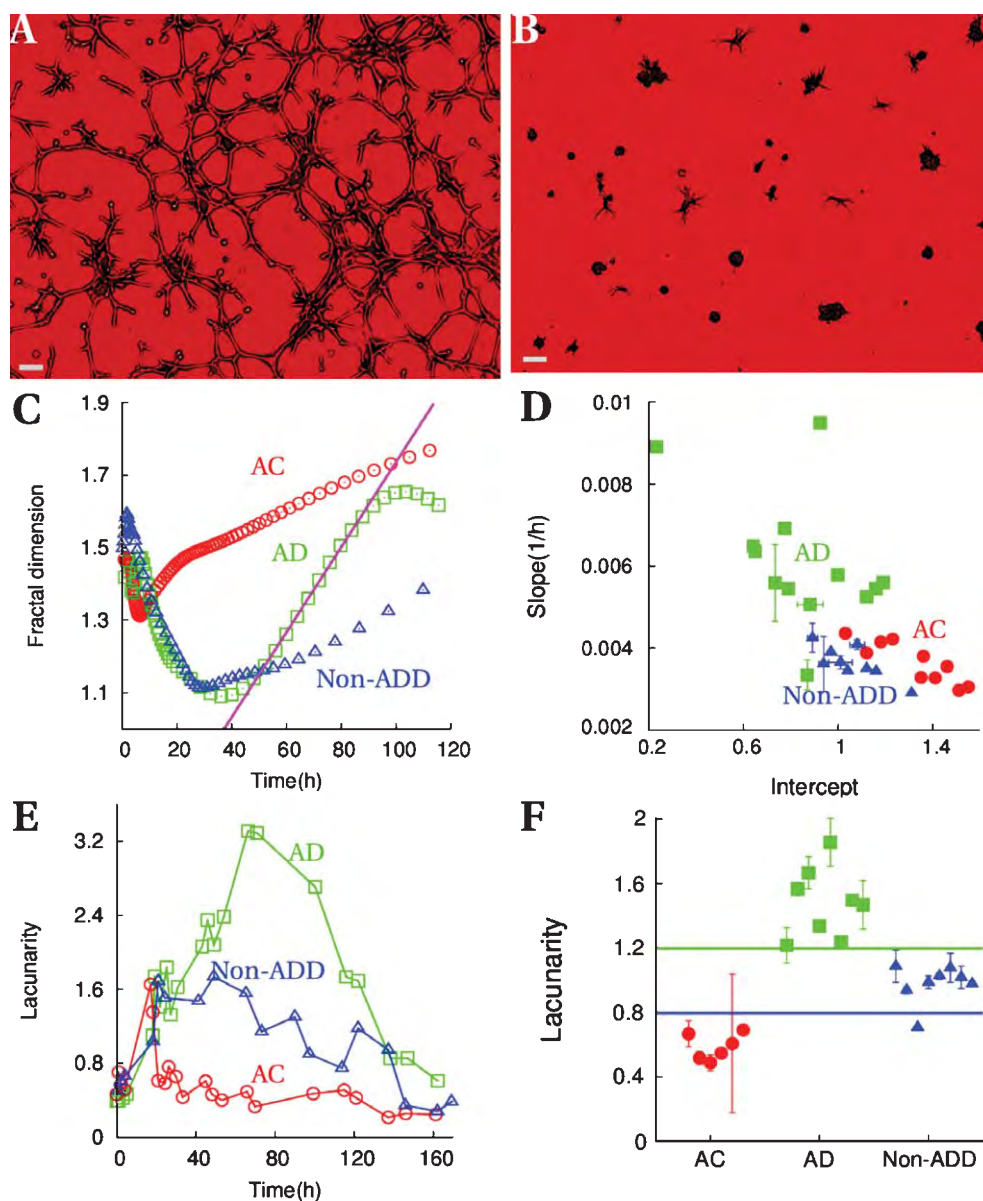 A
B
C
1.9
1.7
1.5
1.3
1.1
Fractal dimension
0 20 40 60 80 100 120
Time(h)
AC
AD
Non-ADD
D
0.01
0.008
0.006
0.004
0.002
Slope(1/h)
0.2 0.6 1 1.4
Intercept
AD
AC
Non-ADD
E
3.2
2.4
1.6
0.8
0
Lacunarity
0 40 80 120 160
Time(h)
AD
Non-ADD
AC
F
2
1.6
1.2
0.8
0.4
0
Lacunarity
AC AD Non-ADD